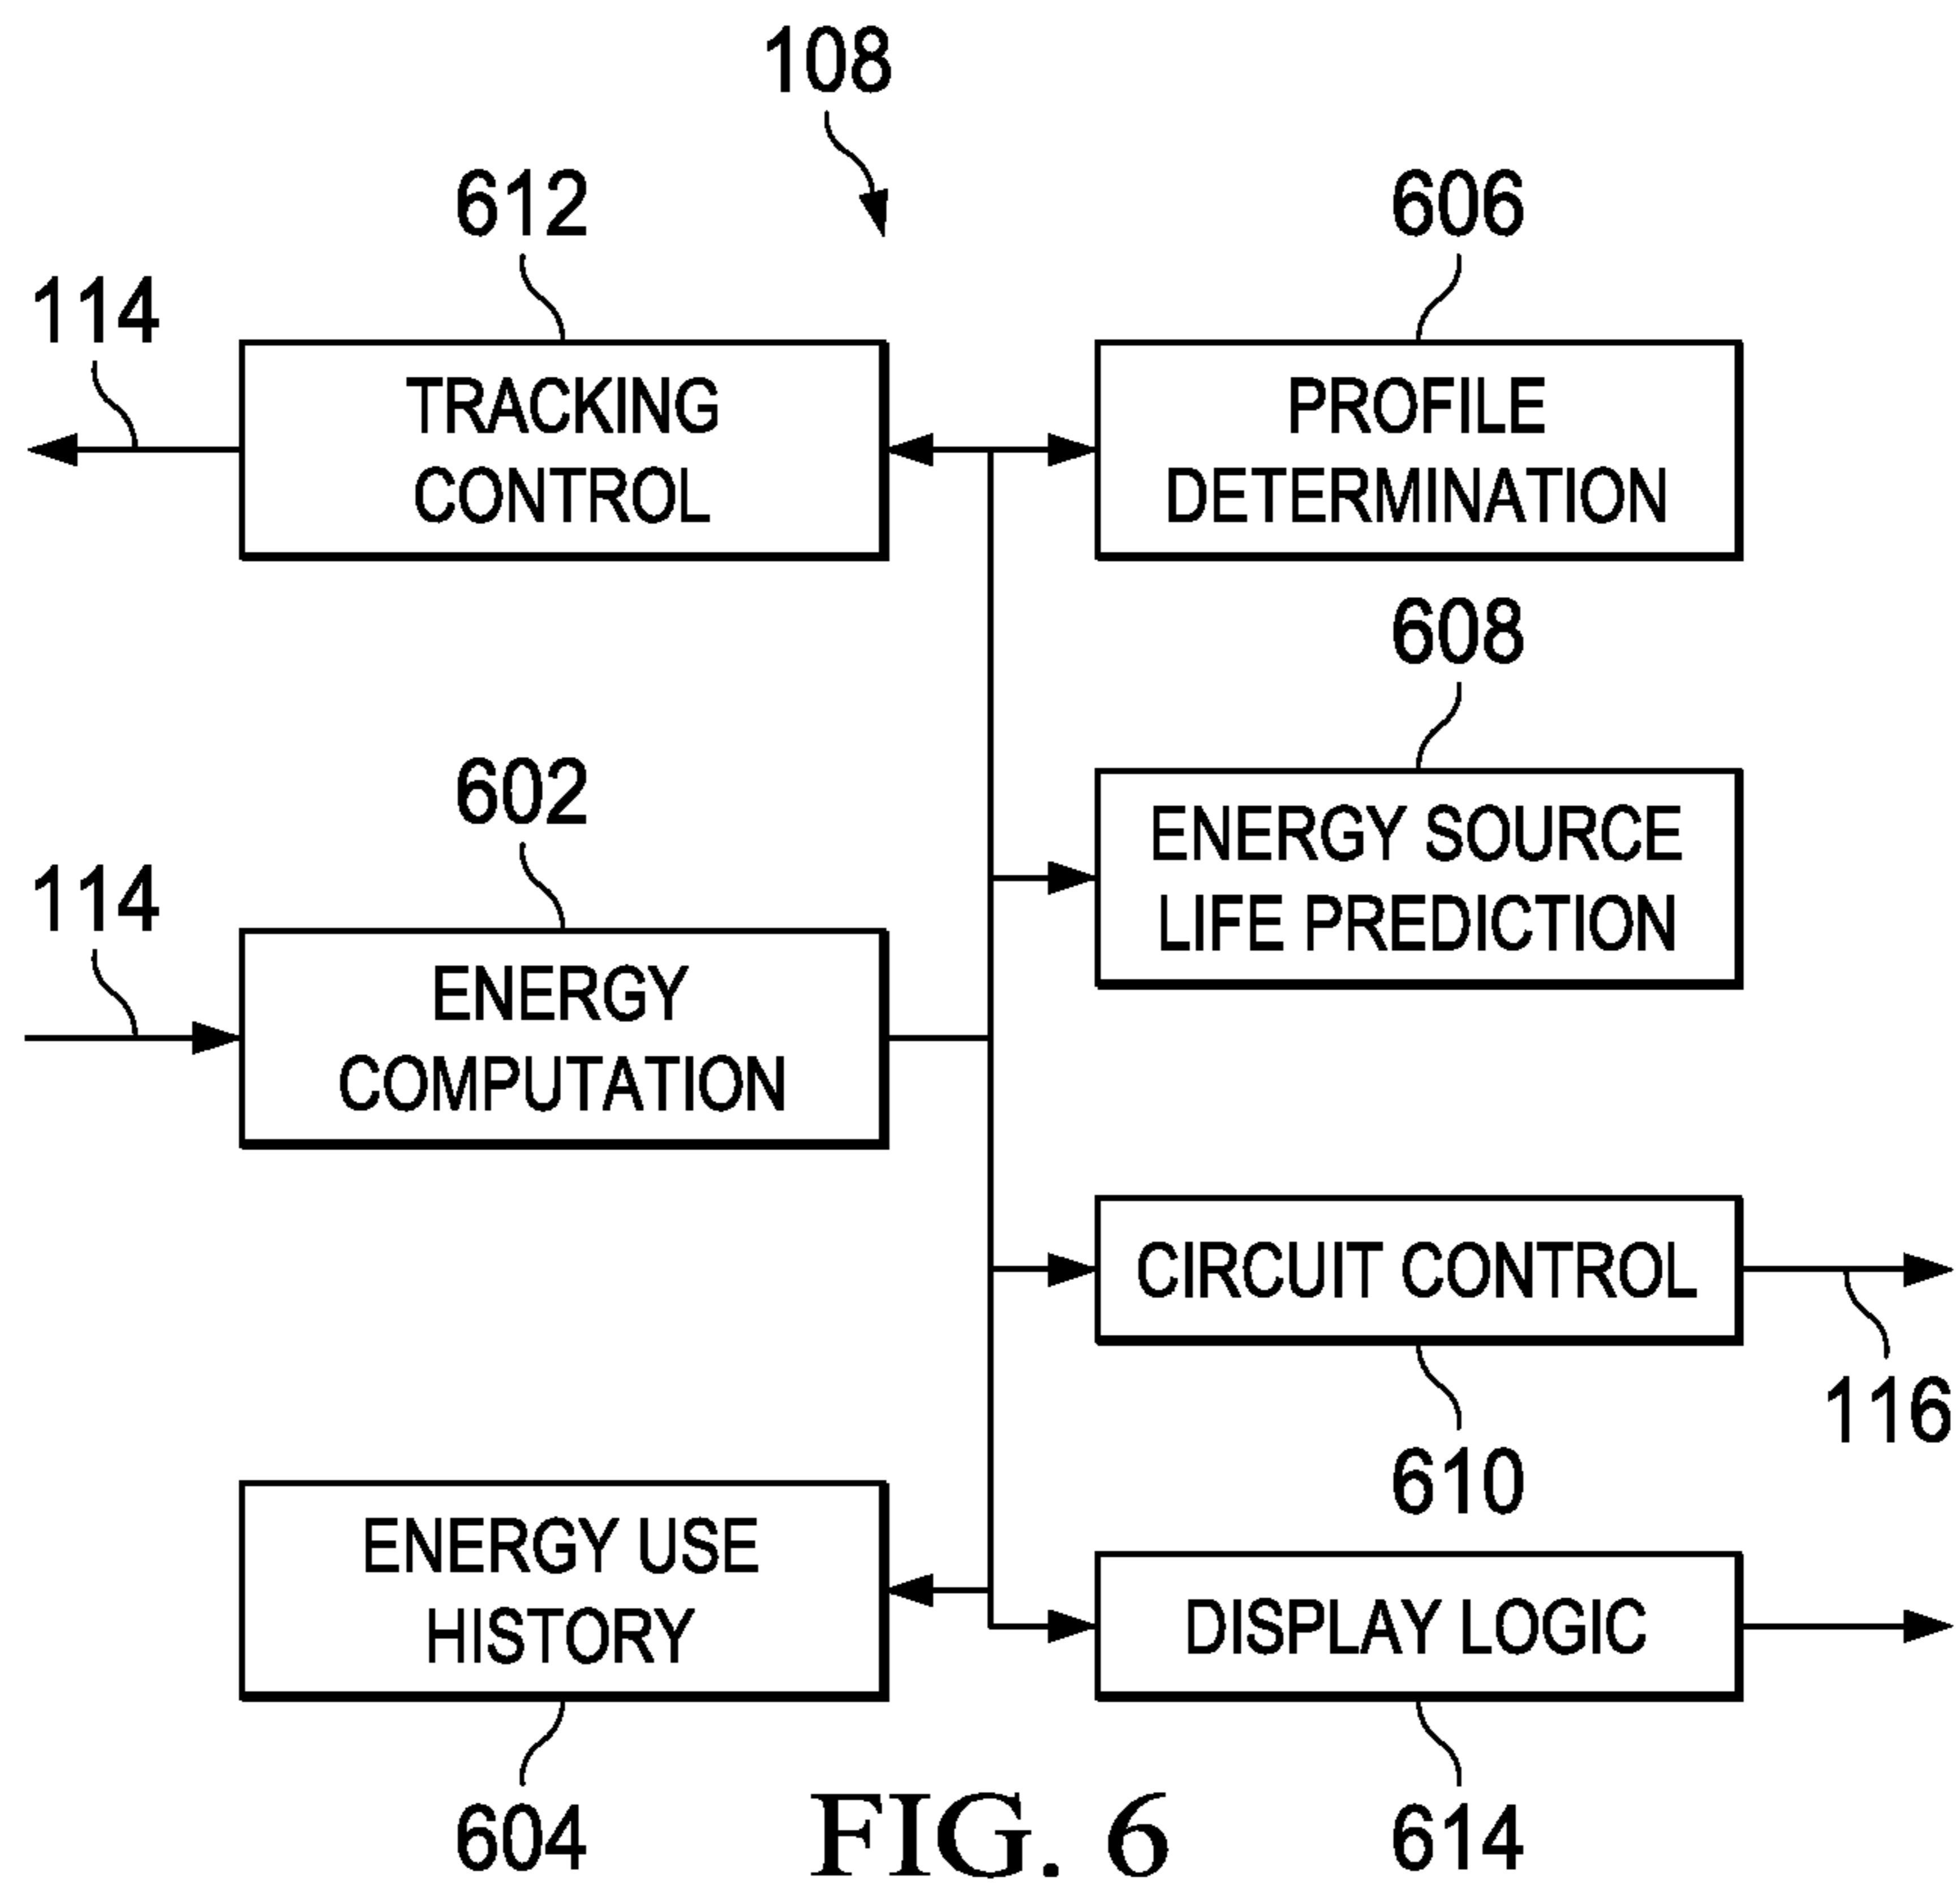 108
612
606
114
TRACKING
CONTROL
PROFILE
DETERMINATION
608
602
ENERGY SOURCE
LIFE PREDICTION
114
ENERGY
COMPUTATION
CIRCUIT CONTROL
116
610
ENERGY USE
HISTORY
DISPLAY LOGIC
604
614
FIG. 6